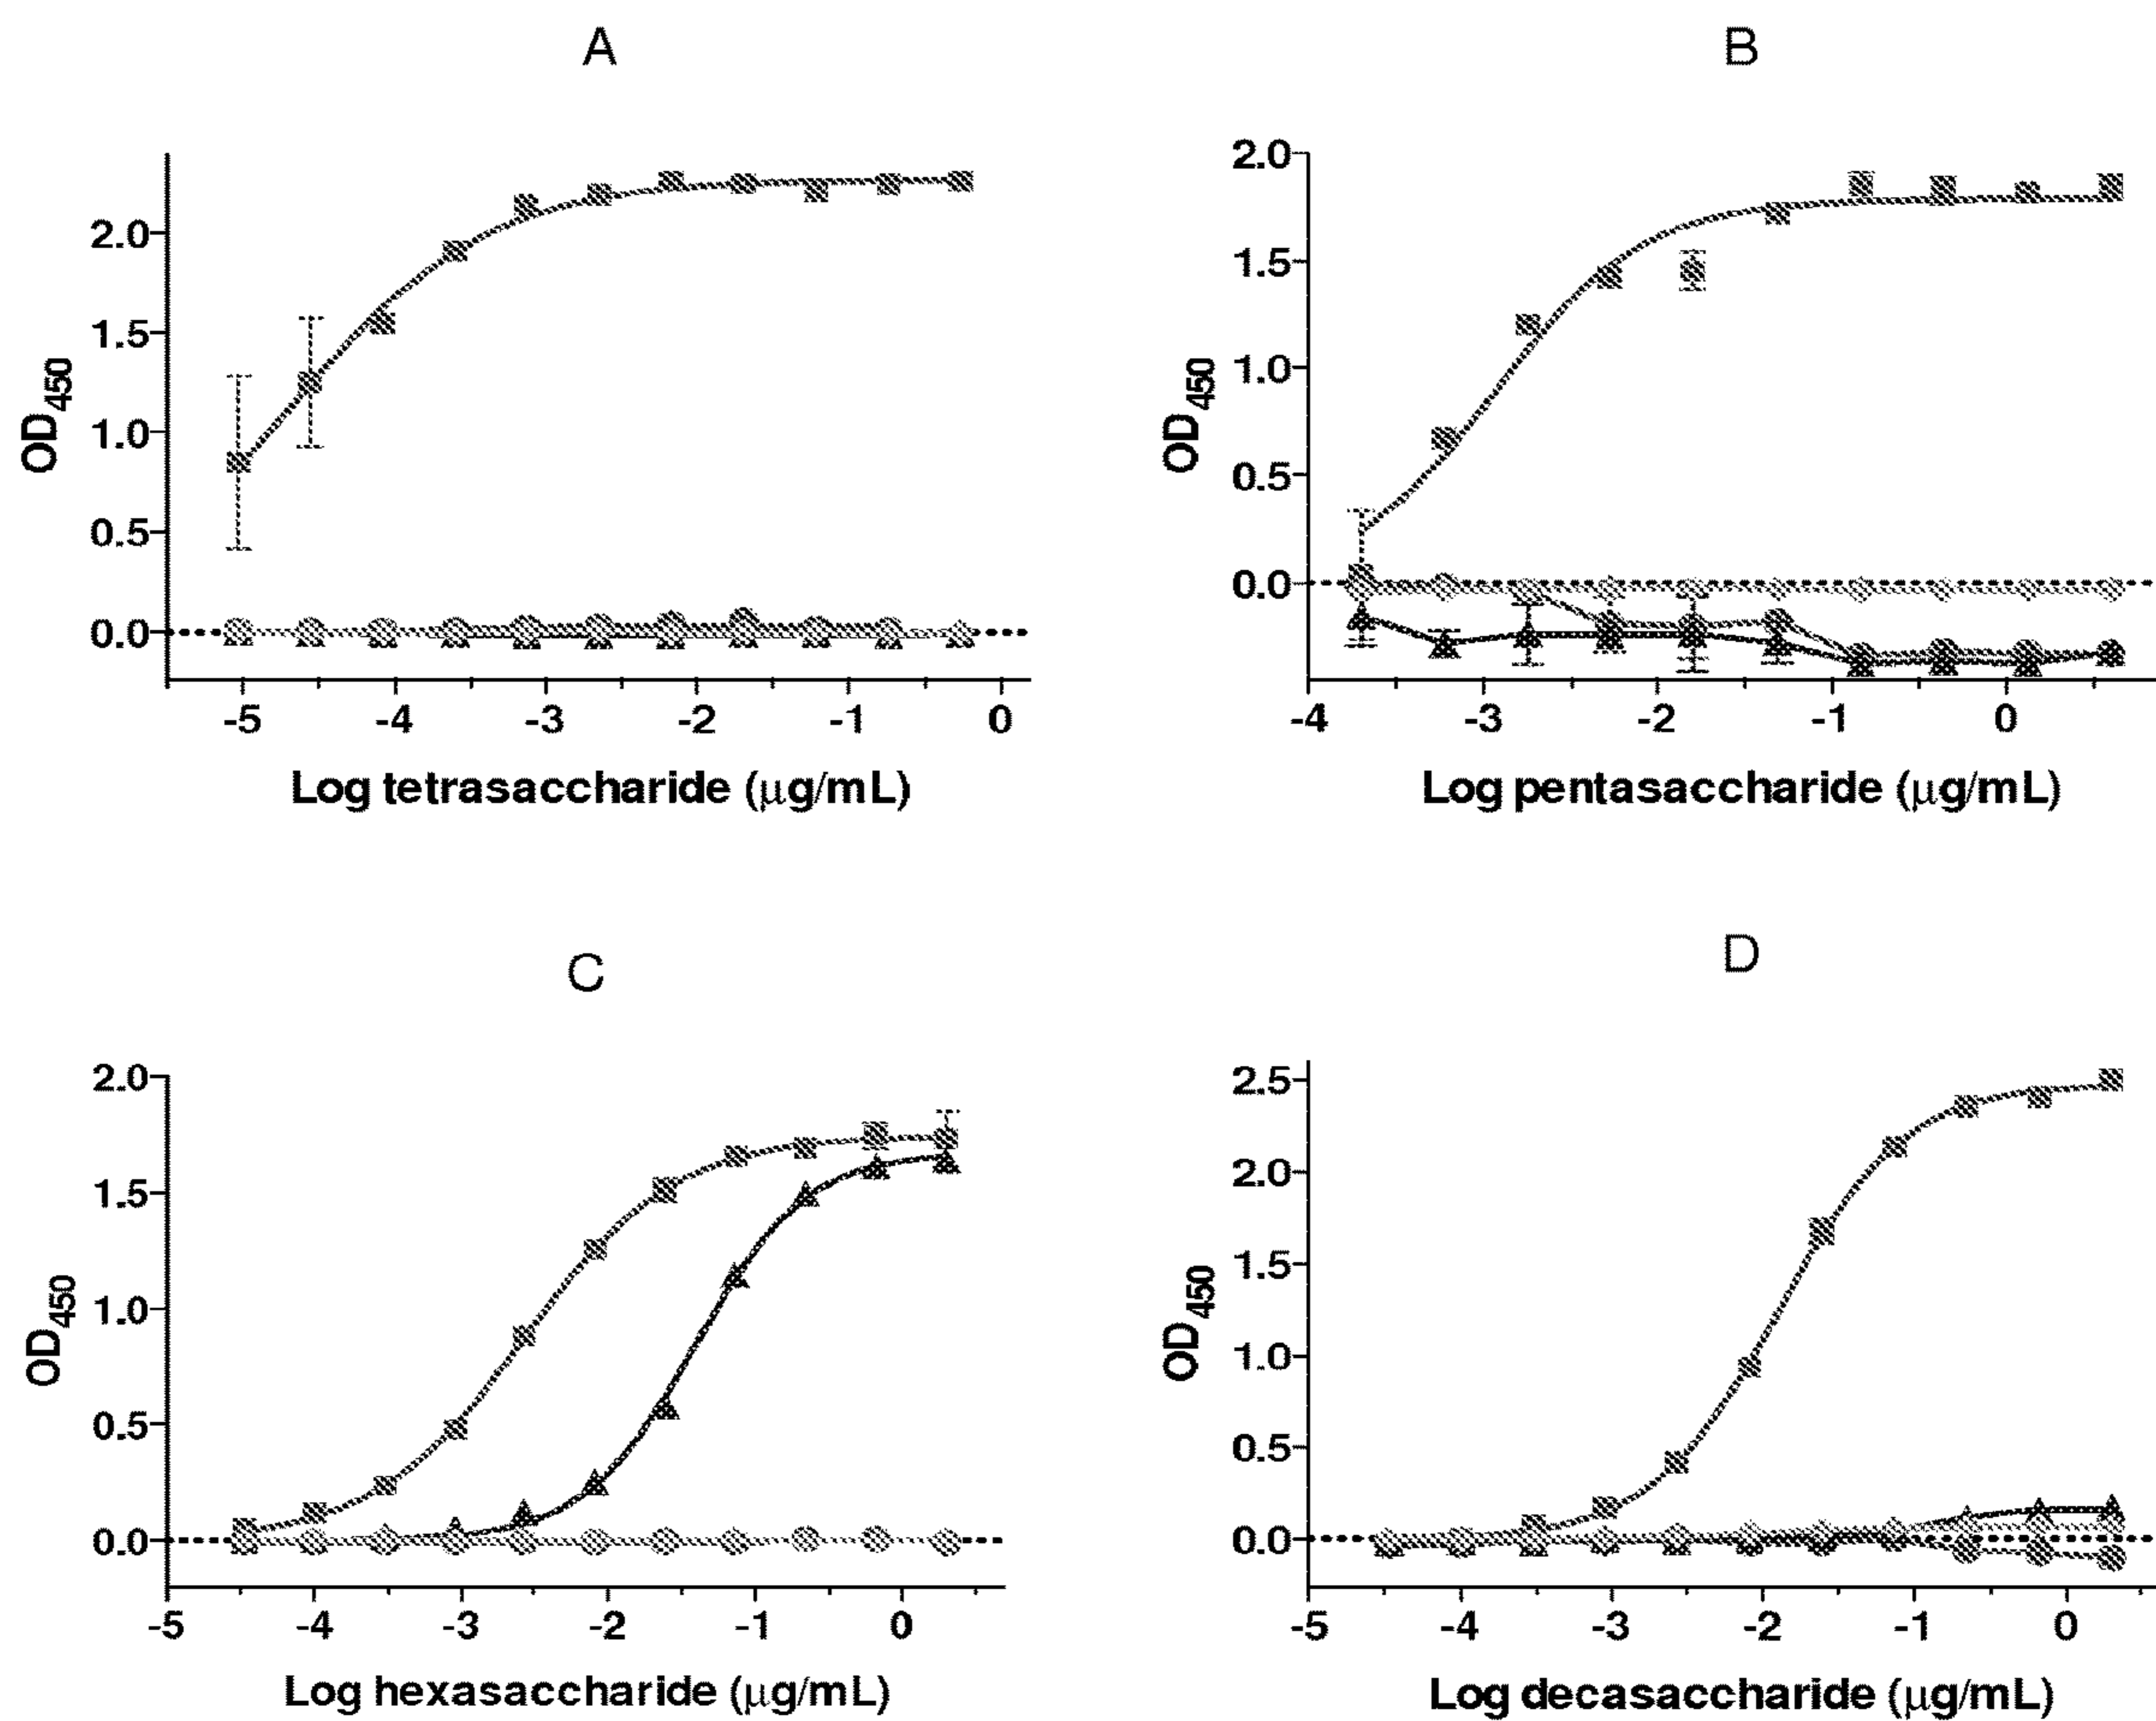 A
OD450
2.0
1.5
1.0
0.5
0.0
-5 -4 -3 -2 -1 0
Log tetrasaccharide (μg/mL)
B
OD450
2.0
1.5
1.0
0.5
0.0
-4 -3 -2 -1 0
Log pentasaccharide (μg/mL)
C
OD450
2.0
1.5
1.0
0.5
0.0
-5 -4 -3 -2 -1 0
Log hexasaccharide (μg/mL)
D
OD450
2.5
2.0
1.5
1.0
0.5
0.0
-5 -4 -3 -2 -1 0
Log decasaccharide (μg/mL)